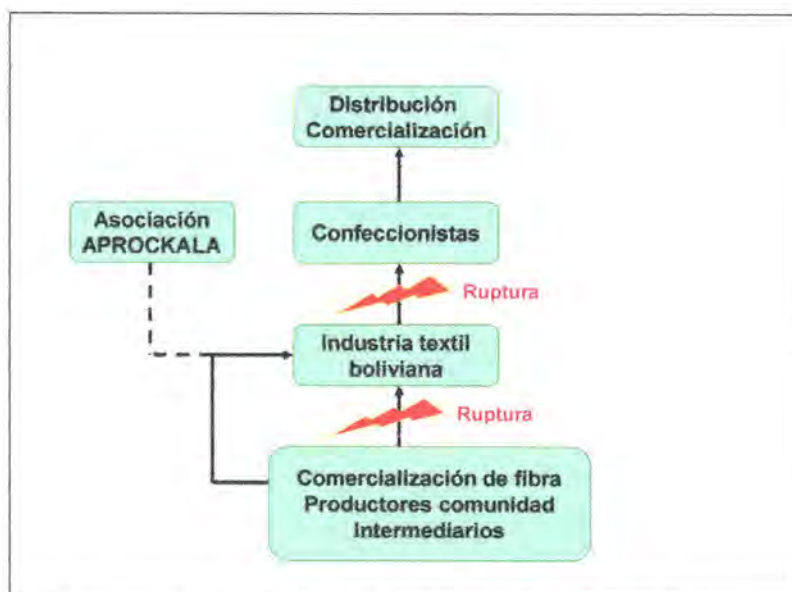 Distribución
Comercialización
Asociación
APROCKALA
Confeccionistas
Ruptura
Industria textil
boliviana
Ruptura
Comercialización de fibra
Productores comunidad
Intermediarios